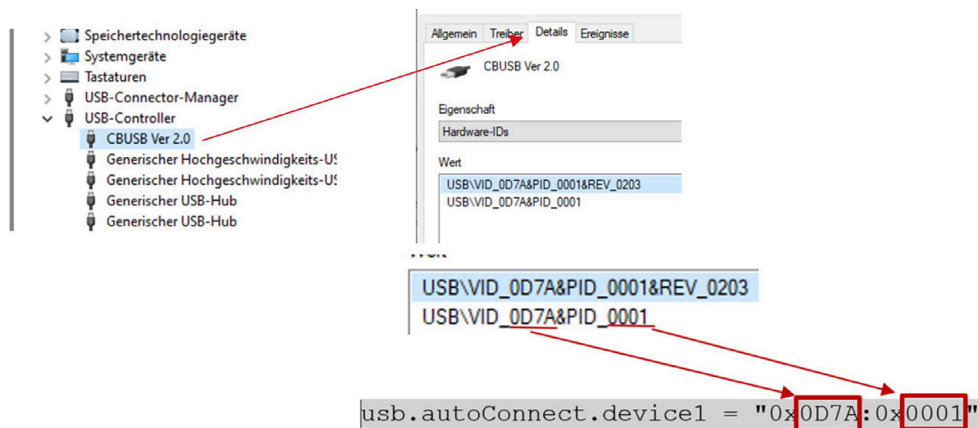 Speichertechnologiegeräte
Systemgeräte
Tastaturen
USB-Connector-Manager
USB-Controller
CBUSB Ver 2.0
Generischer Hochgeschwindigkeits-US
Generischer Hochgeschwindigkeits-US
Generischer USB-Hub
Generischer USB-Hub
Allgemein Treiber Details Ereignisse
CBUSB Ver 2.0
Eigenschaft
Hardware-IDs
Wert
USB\VID_0D7A&PID_0001&REV_0203
USB\VID_0D7A&PID_0001
USB\VID_0D7A&PID_0001&REV_0203
USB\VID_0D7A&PID_0001
usb.autoConnect.device1 = "0x0D7A:0x0001"